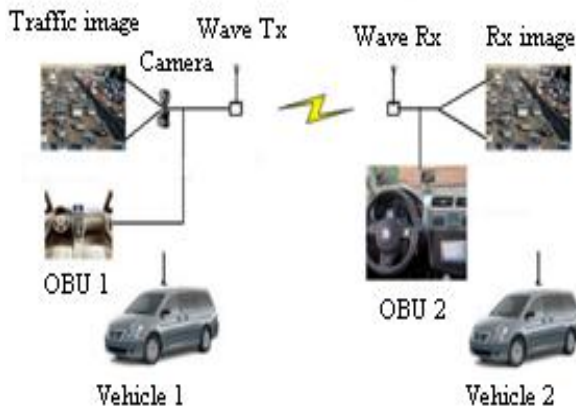 Traffic image
Wave Tx
Wave Rx
Rx image
Camera
OBU 1
OBU 2
Vehicle 1
Vehicle 2